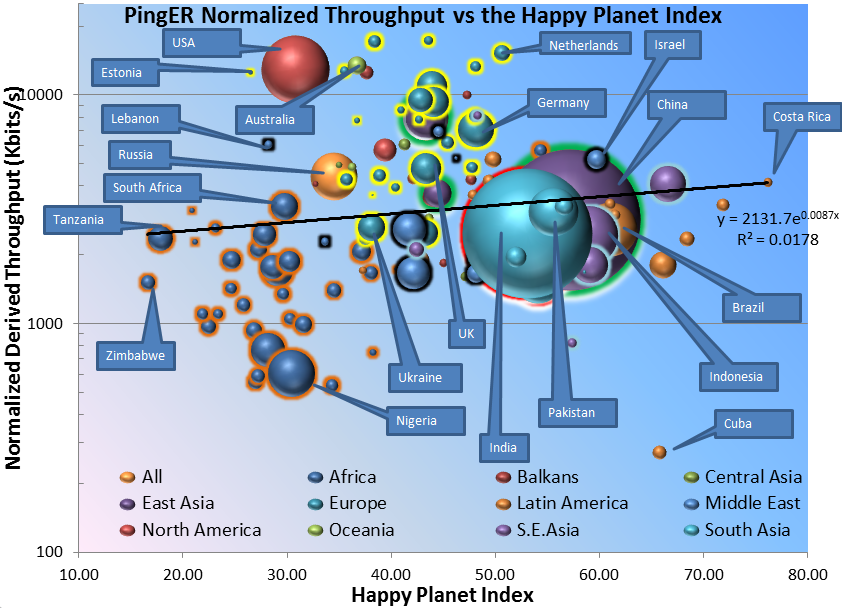 PingER Normalized Throughput vs the Happy Planet Index
USA
Estonia
Netherlands
Israel
Lebanon
Australia
Germany
China
Costa Rica
Russia
South Africa
Tanzania
Zimbabwe
UK
Ukraine
Nigeria
India
Pakistan
Indonesia
Brazil
Cuba
y = 2131.7e^0.0087x
R² = 0.0178
Normalized Derived Throughput (Kbits/s)
10000
1000
100
All Africa Balkans Central Asia
East Asia Europe Latin America Middle East
North America Oceania S.E.Asia South Asia
10.00 20.00 30.00 40.00 50.00 60.00 70.00 80.00
Happy Planet Index